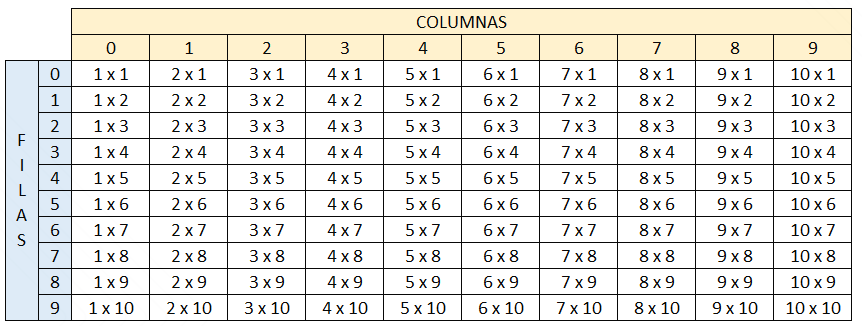 COLUMNAS
0 1 2 3 4 5 6 7 8 9
FILAS
0 1 x 1 2 x 1 3 x 1 4 x 1 5 x 1 6 x 1 7 x 1 8 x 1 9 x 1 10 x 1
1 1 x 2 2 x 2 3 x 2 4 x 2 5 x 2 6 x 2 7 x 2 8 x 2 9 x 2 10 x 2
2 1 x 3 2 x 3 3 x 3 4 x 3 5 x 3 6 x 3 7 x 3 8 x 3 9 x 3 10 x 3
3 1 x 4 2 x 4 3 x 4 4 x 4 5 x 4 6 x 4 7 x 4 8 x 4 9 x 4 10 x 4
4 1 x 5 2 x 5 3 x 5 4 x 5 5 x 5 6 x 5 7 x 5 8 x 5 9 x 5 10 x 5
5 1 x 6 2 x 6 3 x 6 4 x 6 5 x 6 6 x 6 7 x 6 8 x 6 9 x 6 10 x 6
6 1 x 7 2 x 7 3 x 7 4 x 7 5 x 7 6 x 7 7 x 7 8 x 7 9 x 7 10 x 7
7 1 x 8 2 x 8 3 x 8 4 x 8 5 x 8 6 x 8 7 x 8 8 x 8 9 x 8 10 x 8
8 1 x 9 2 x 9 3 x 9 4 x 9 5 x 9 6 x 9 7 x 9 8 x 9 9 x 9 10 x 9
9 1 x 10 2 x 10 3 x 10 4 x 10 5 x 10 6 x 10 7 x 10 8 x 10 9 x 10 10 x 10